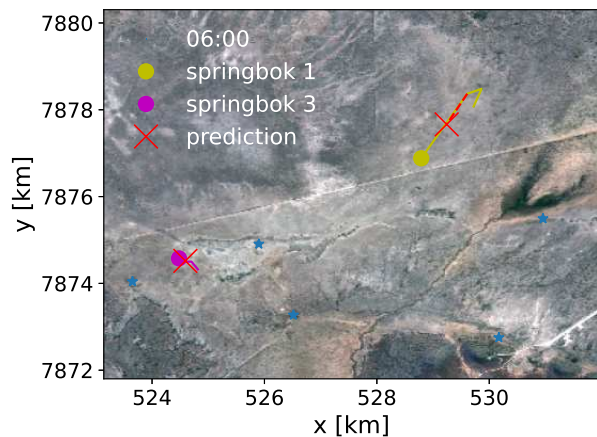 7880
7878
7876
7874
7872
y [km]
06:00
springbok 1
springbok 3
prediction
524
526
528
530
x [km]